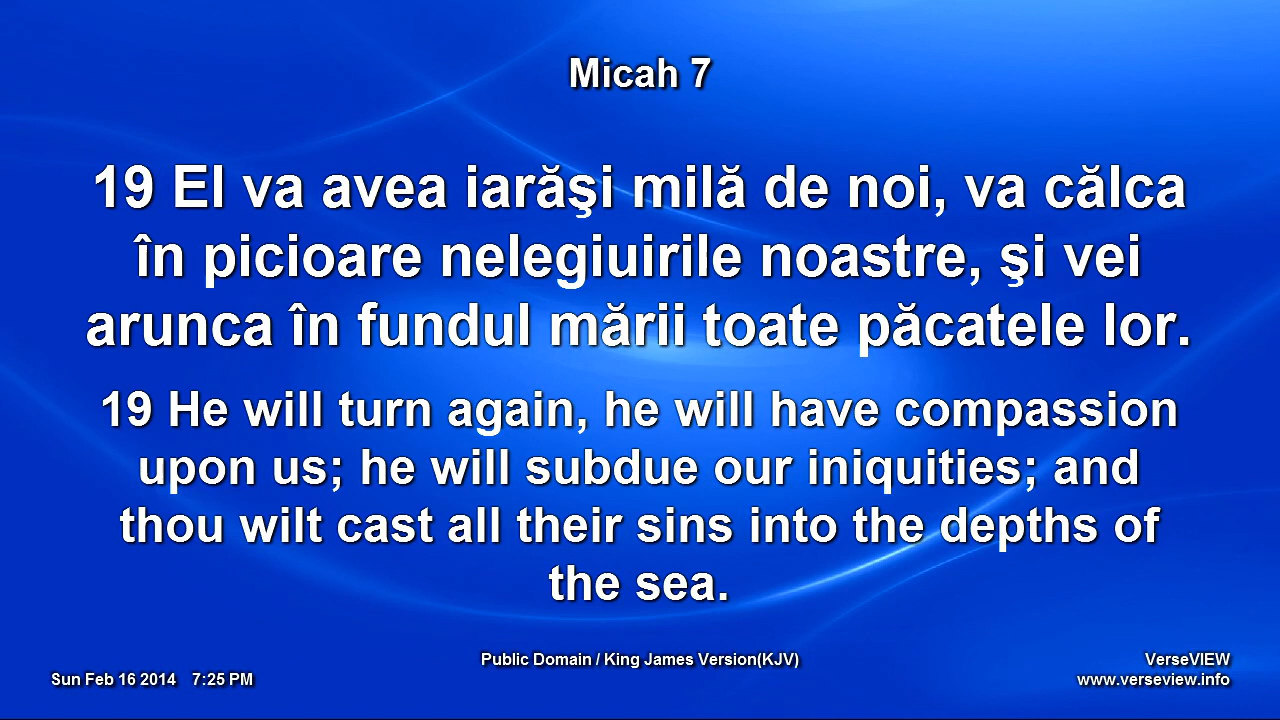 Micah 7
19 El va avea iarăşi milă de noi, va călca
în picioare nelegiuirile noastre, şi vei
arunca în fundul mării toate păcatele lor.
19 He will turn again, he will have compassion
upon us; he will subdue our iniquities; and
thou wilt cast all their sins into the depths of
the sea.
Public Domain / King James Version(KJV)
VerseVIEW
Sun Feb 16 2014 7:25 PM
www.verseview.info